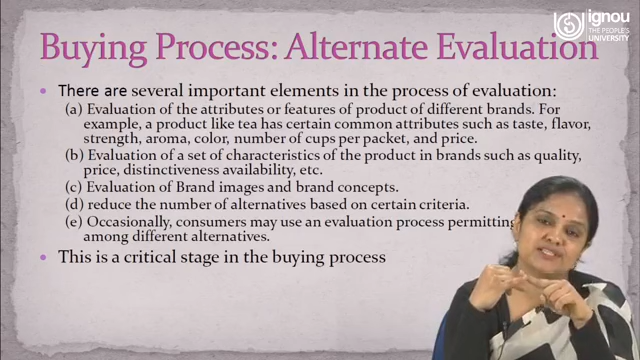 ignou
THE PEOPLE'S
UNIVERSITY
Buying Process: Alternate Evaluation
There are several important elements in the process of evaluation:
(a) Evaluation of the attributes or features of product of different brands. For
example, a product like tea has certain common attributes such as taste, flavor,
strength, aroma, color, number of cups per packet, and price.
(b) Evaluation of a set of characteristics of the product in brands such as quality,
price, distinctiveness availability, etc.
(c) Evaluation of Brand images and brand concepts.
(d) reduce the number of alternatives based on certain criteria.
(e) Occasionally, consumers may use an evaluation process permitting
among different alternatives.
This is a critical stage in the buying process